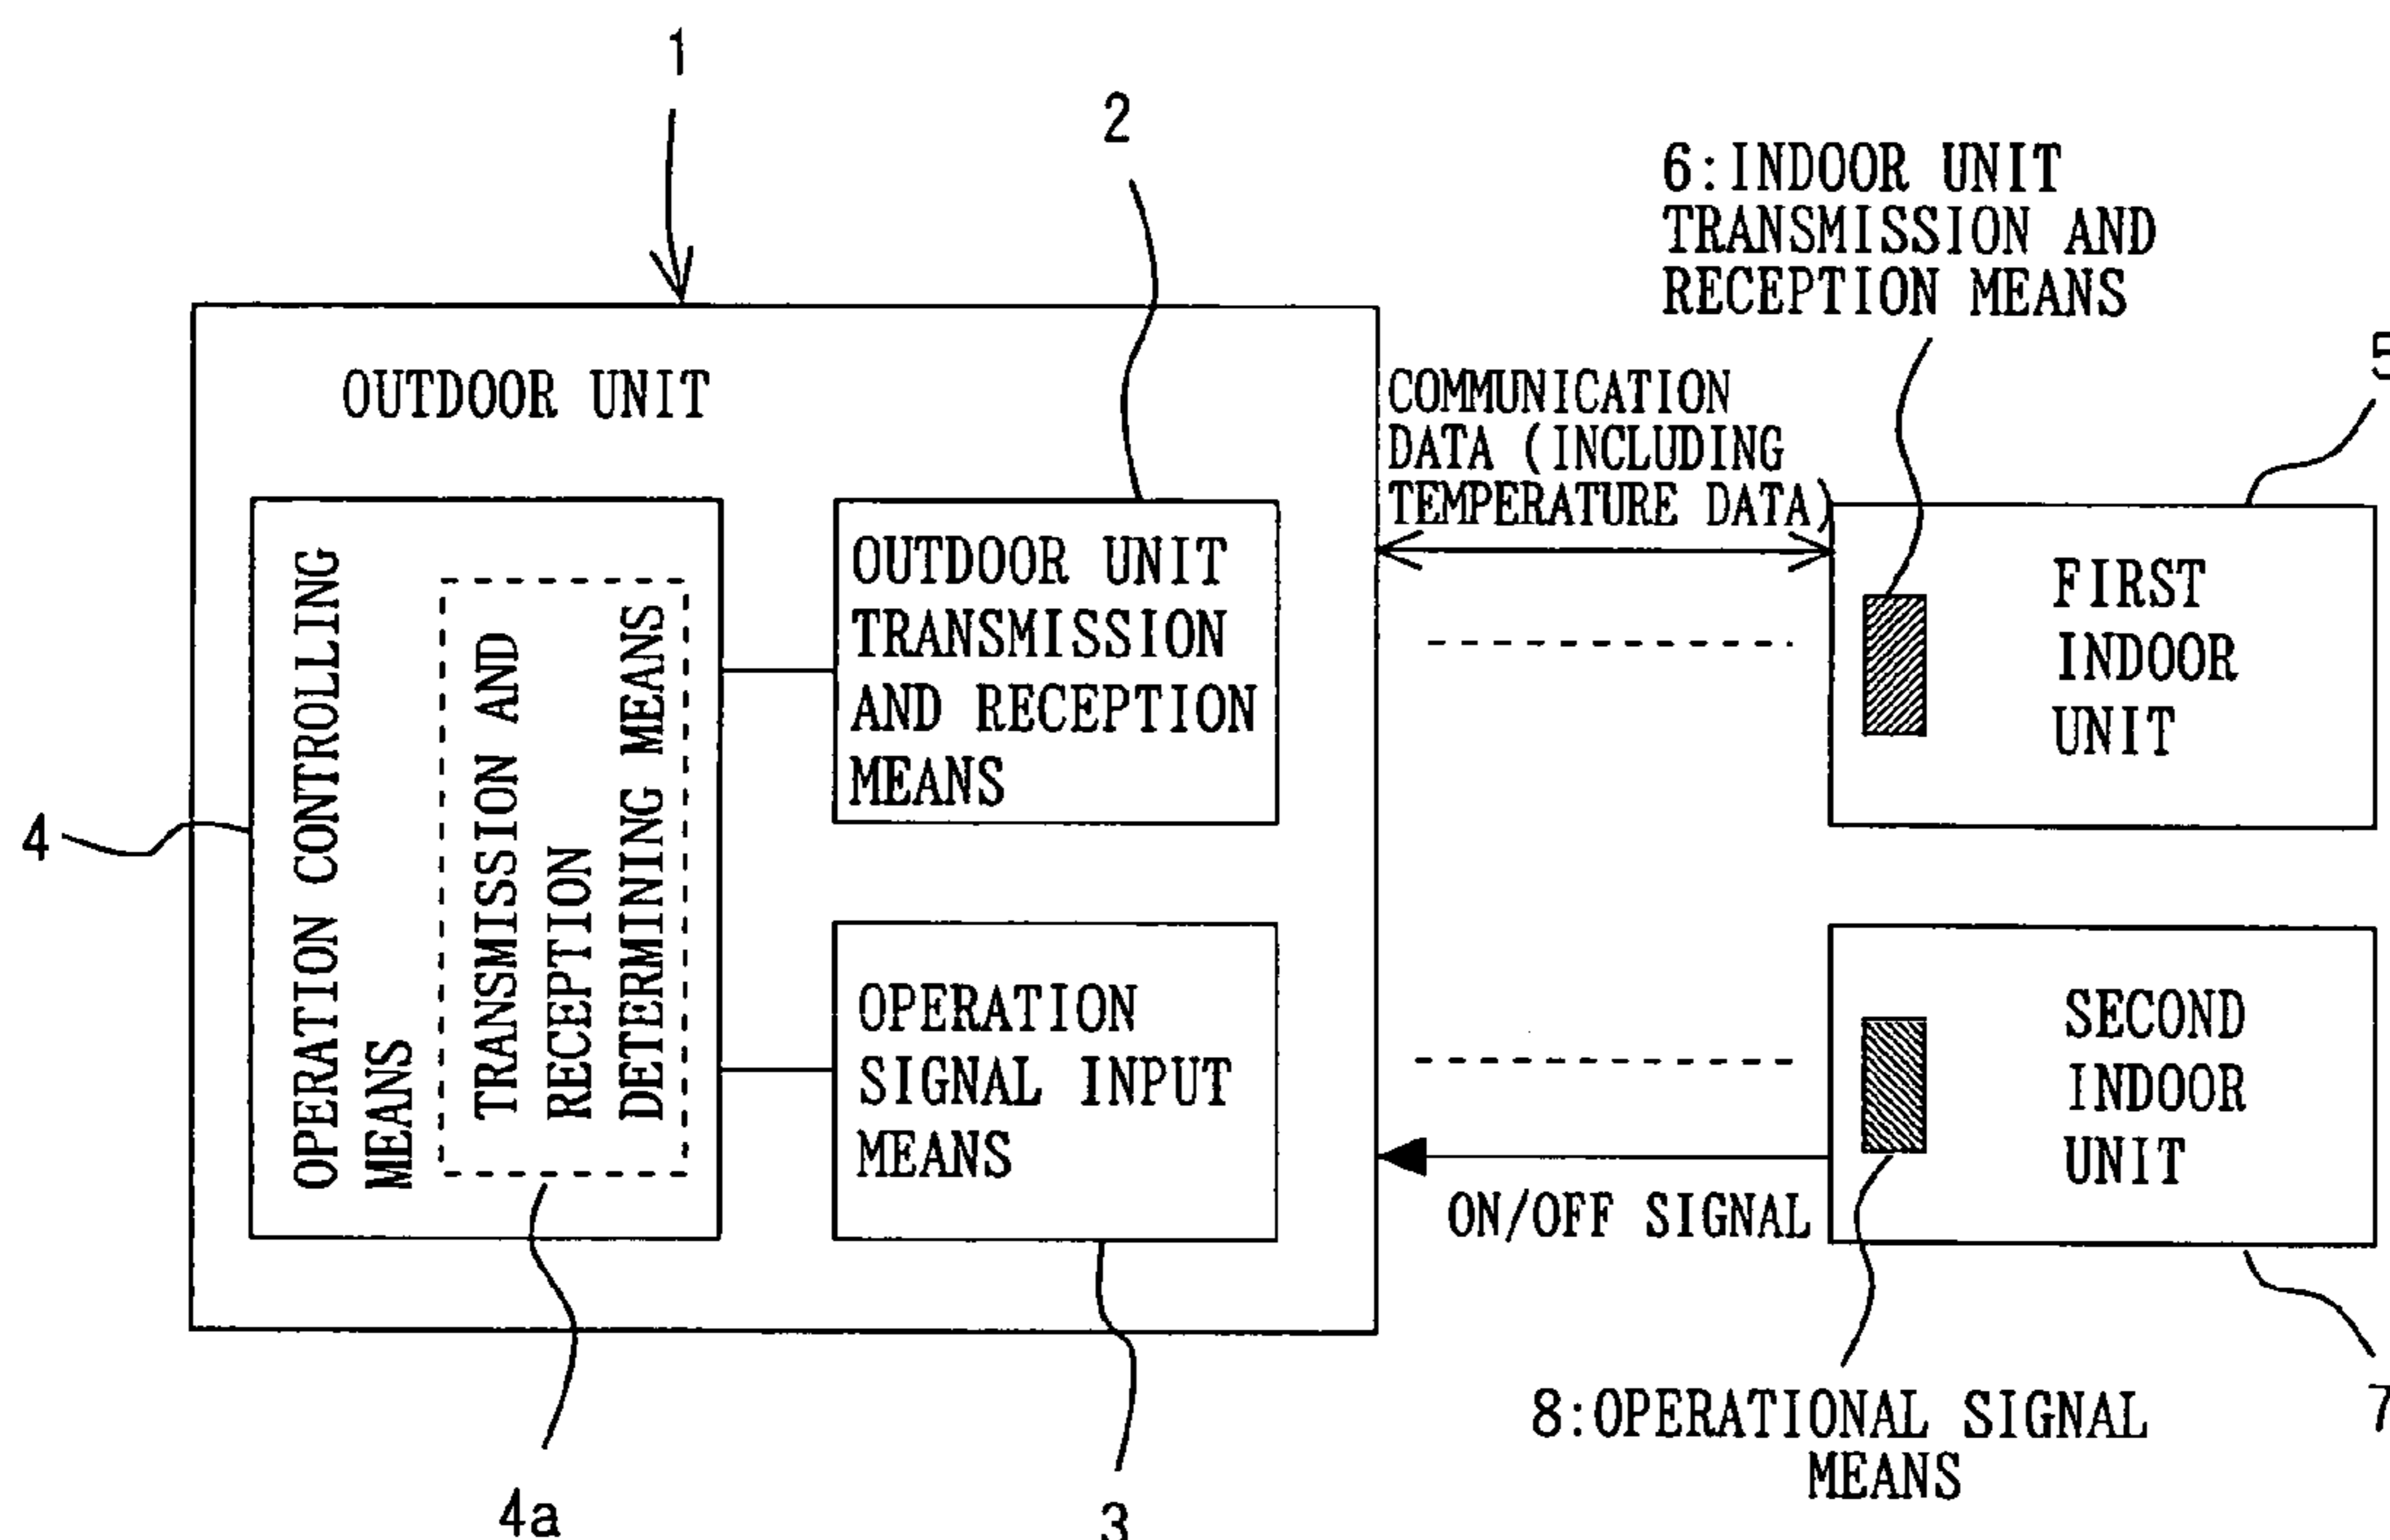 1
2
6:INDOOR UNIT
TRANSMISSION AND
RECEPTION MEANS
5
OUTDOOR UNIT
COMMUNICATION
DATA (INCLUDING
TEMPERATURE DATA)
OPERATION CONTROLLING
MEANS
TRANSMISSION AND
RECEPTION
DETERMINING MEANS
OUTDOOR UNIT
TRANSMISSION
AND RECEPTION
MEANS
FIRST
INDOOR
UNIT
4
OPERATION
SIGNAL INPUT
MEANS
SECOND
INDOOR
UNIT
ON/OFF SIGNAL
8:OPERATIONAL SIGNAL
MEANS
7
4a
3